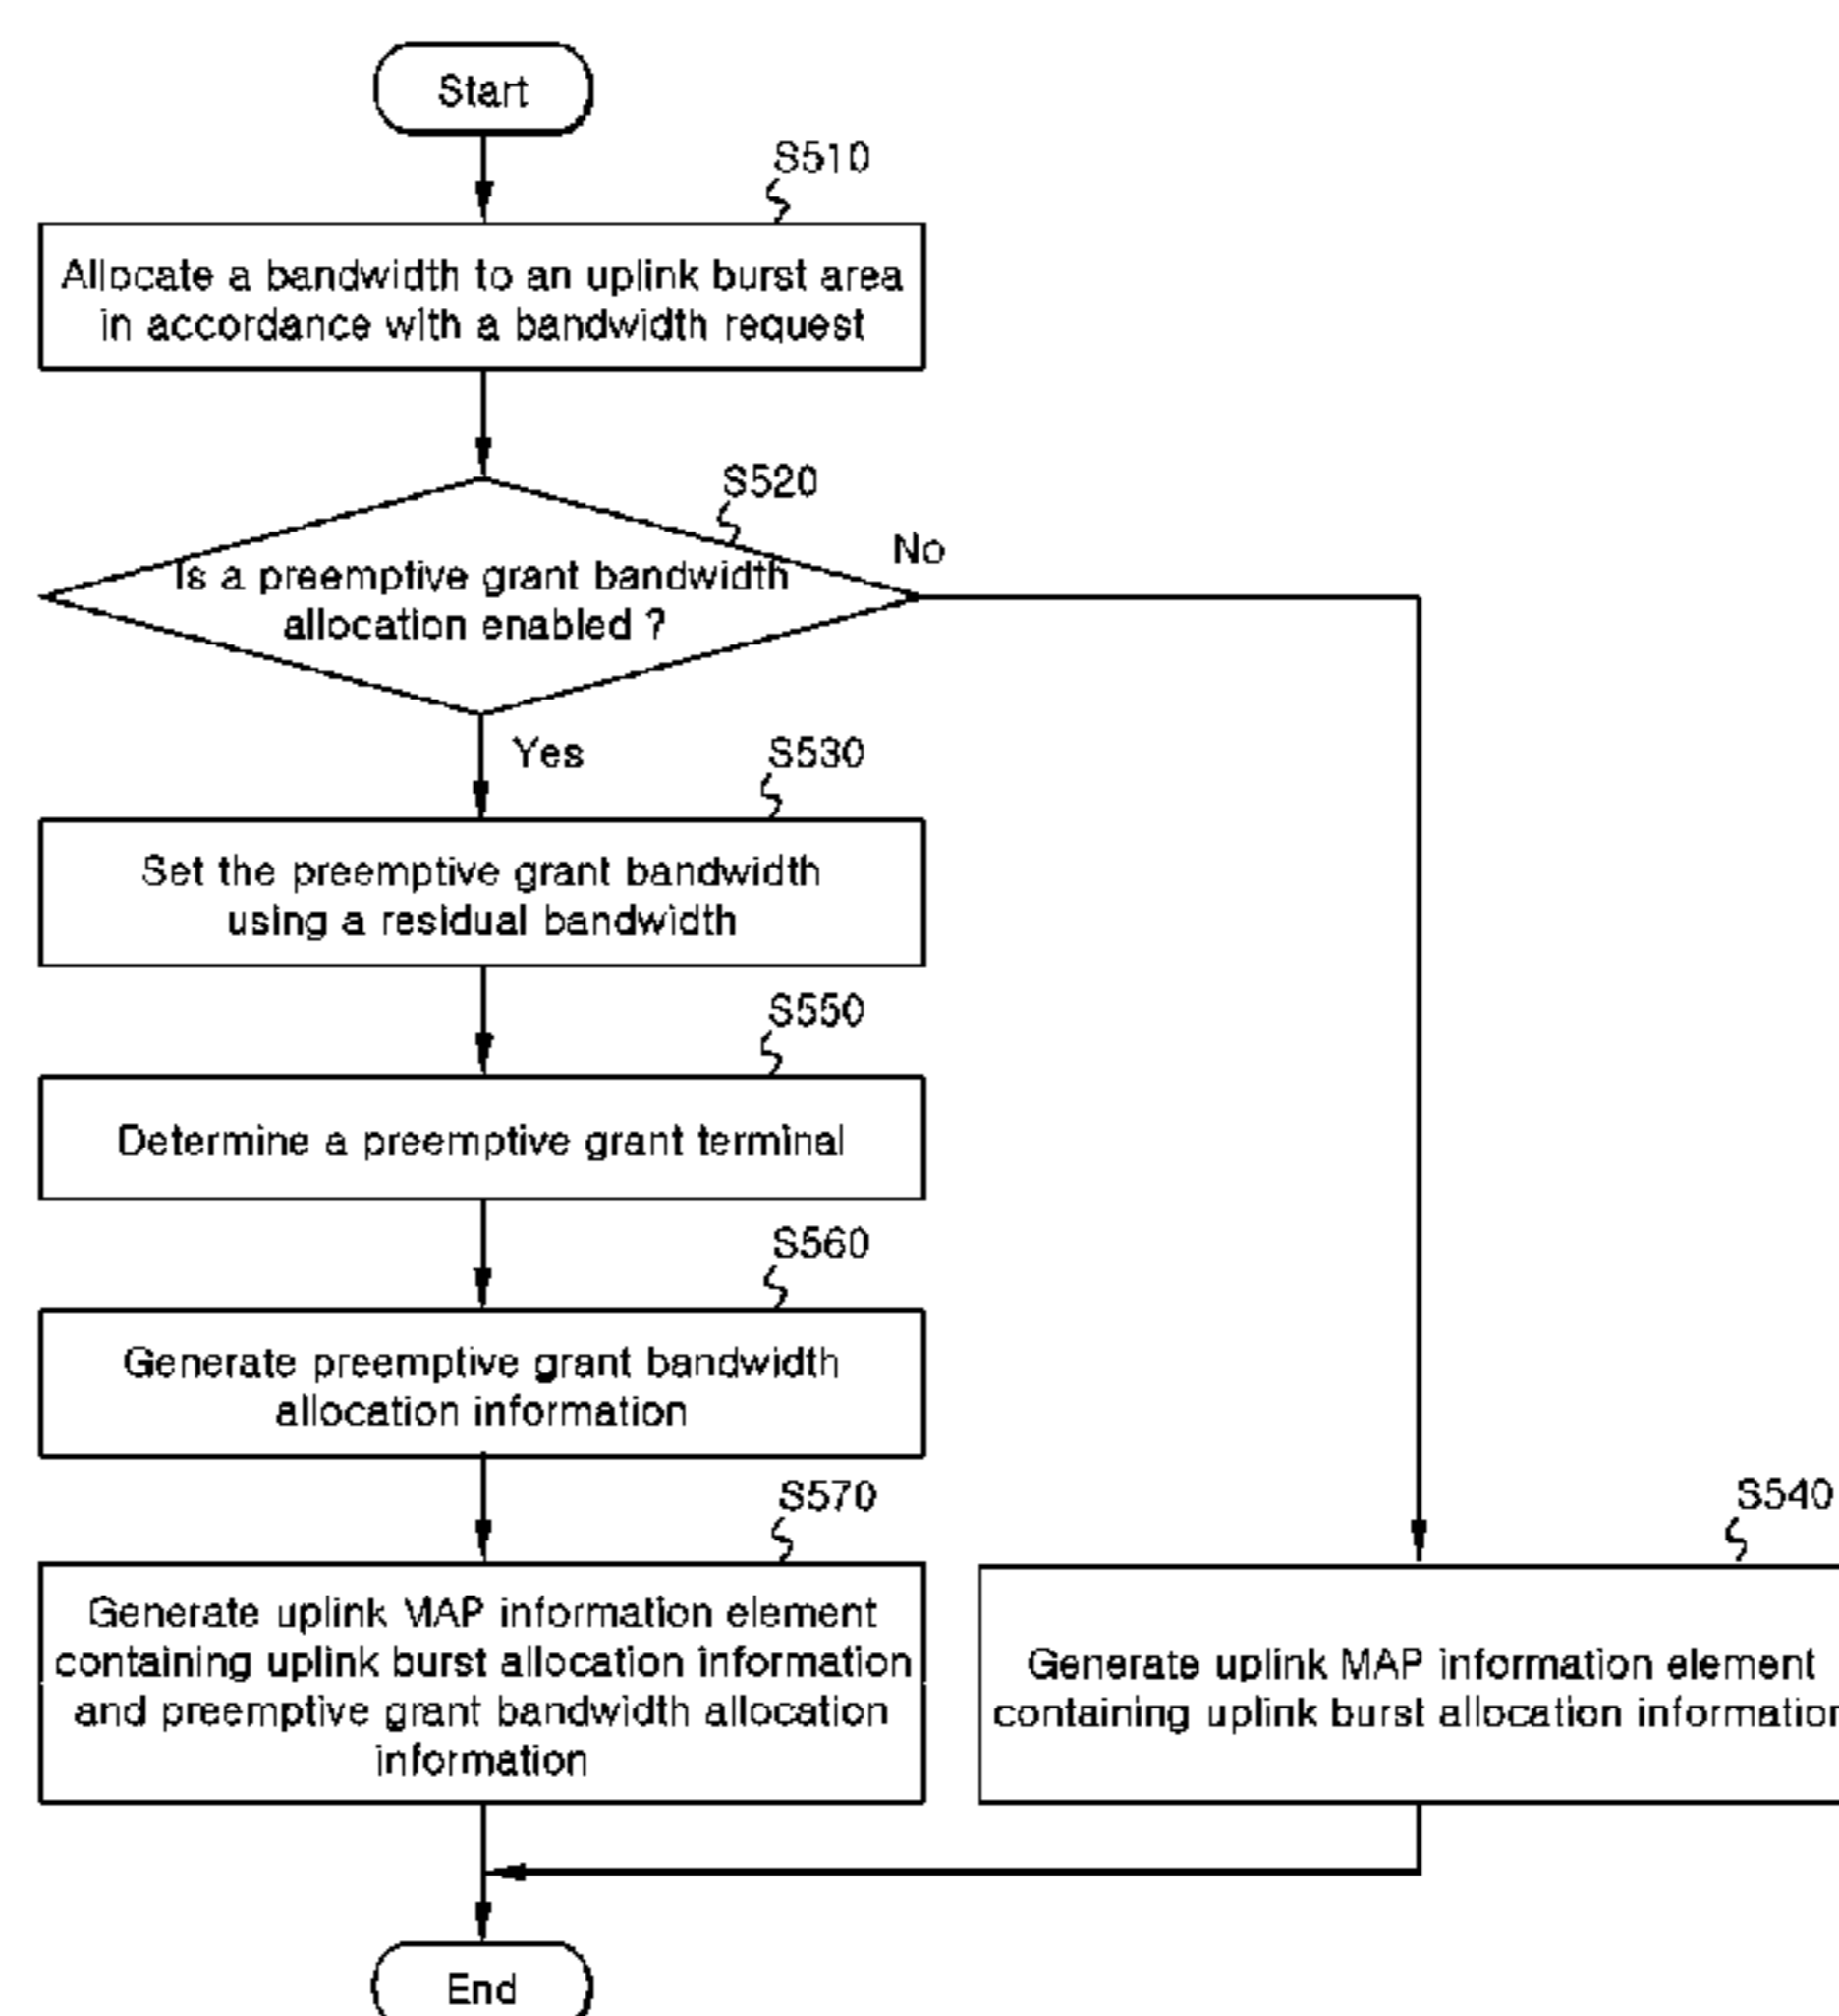 Start
S510
Allocate a bandwidth to an uplink burst area
in accordance with a bandwidth request
S520
No
Is a preemptive grant bandwidth
allocation enabled ?
Yes
S530
Set the preemptive grant bandwidth
using a residual bandwidth
S550
Determine a preemptive grant terminal
S560
Generate preemptive grant bandwidth
allocation information
S570
Generate uplink MAP information element
containing uplink burst allocation information
and preemptive grant bandwidth allocation
information
S540
Generate uplink MAP information element
containing uplink burst allocation information
End